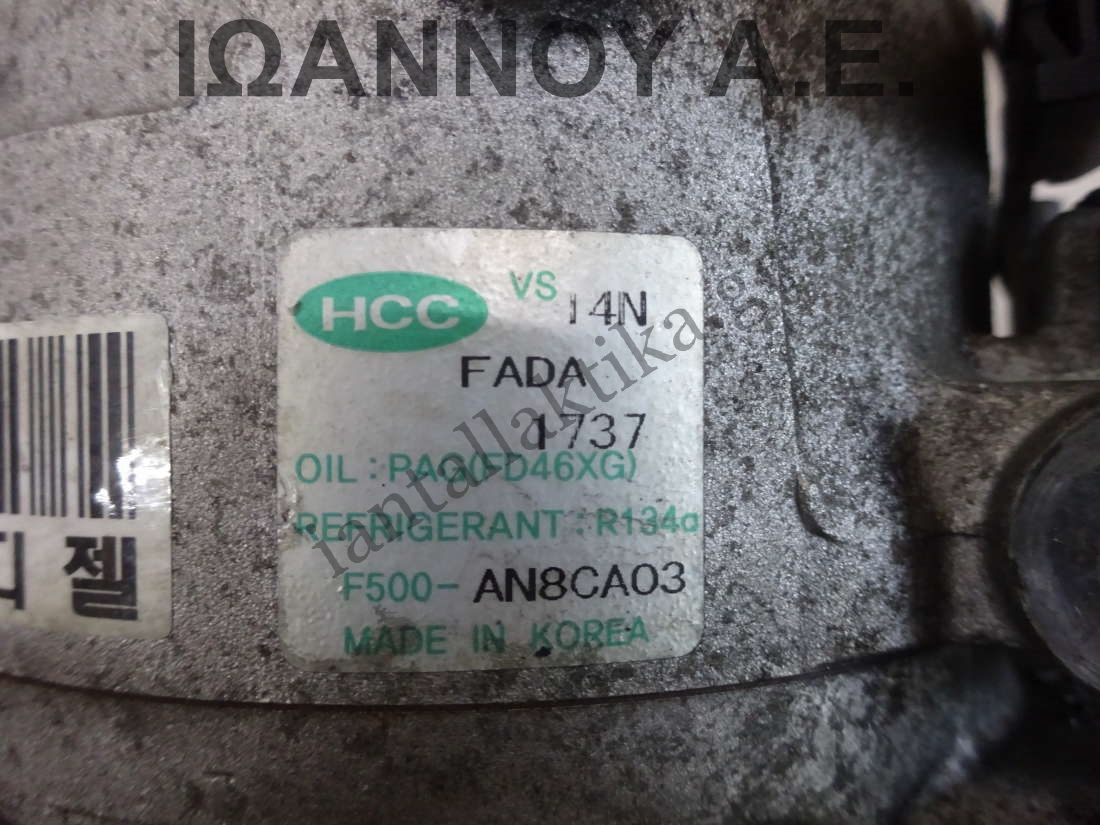 ΙΩΑΝΝΟΥ Α.Ε.
HCC VS 14N
FADA
1737
OIL : PAG(FD46XG)
REFRIGERANT : R134a
F500- AN8CA03
MADE IN KOREA
디 젤
iantallaktika